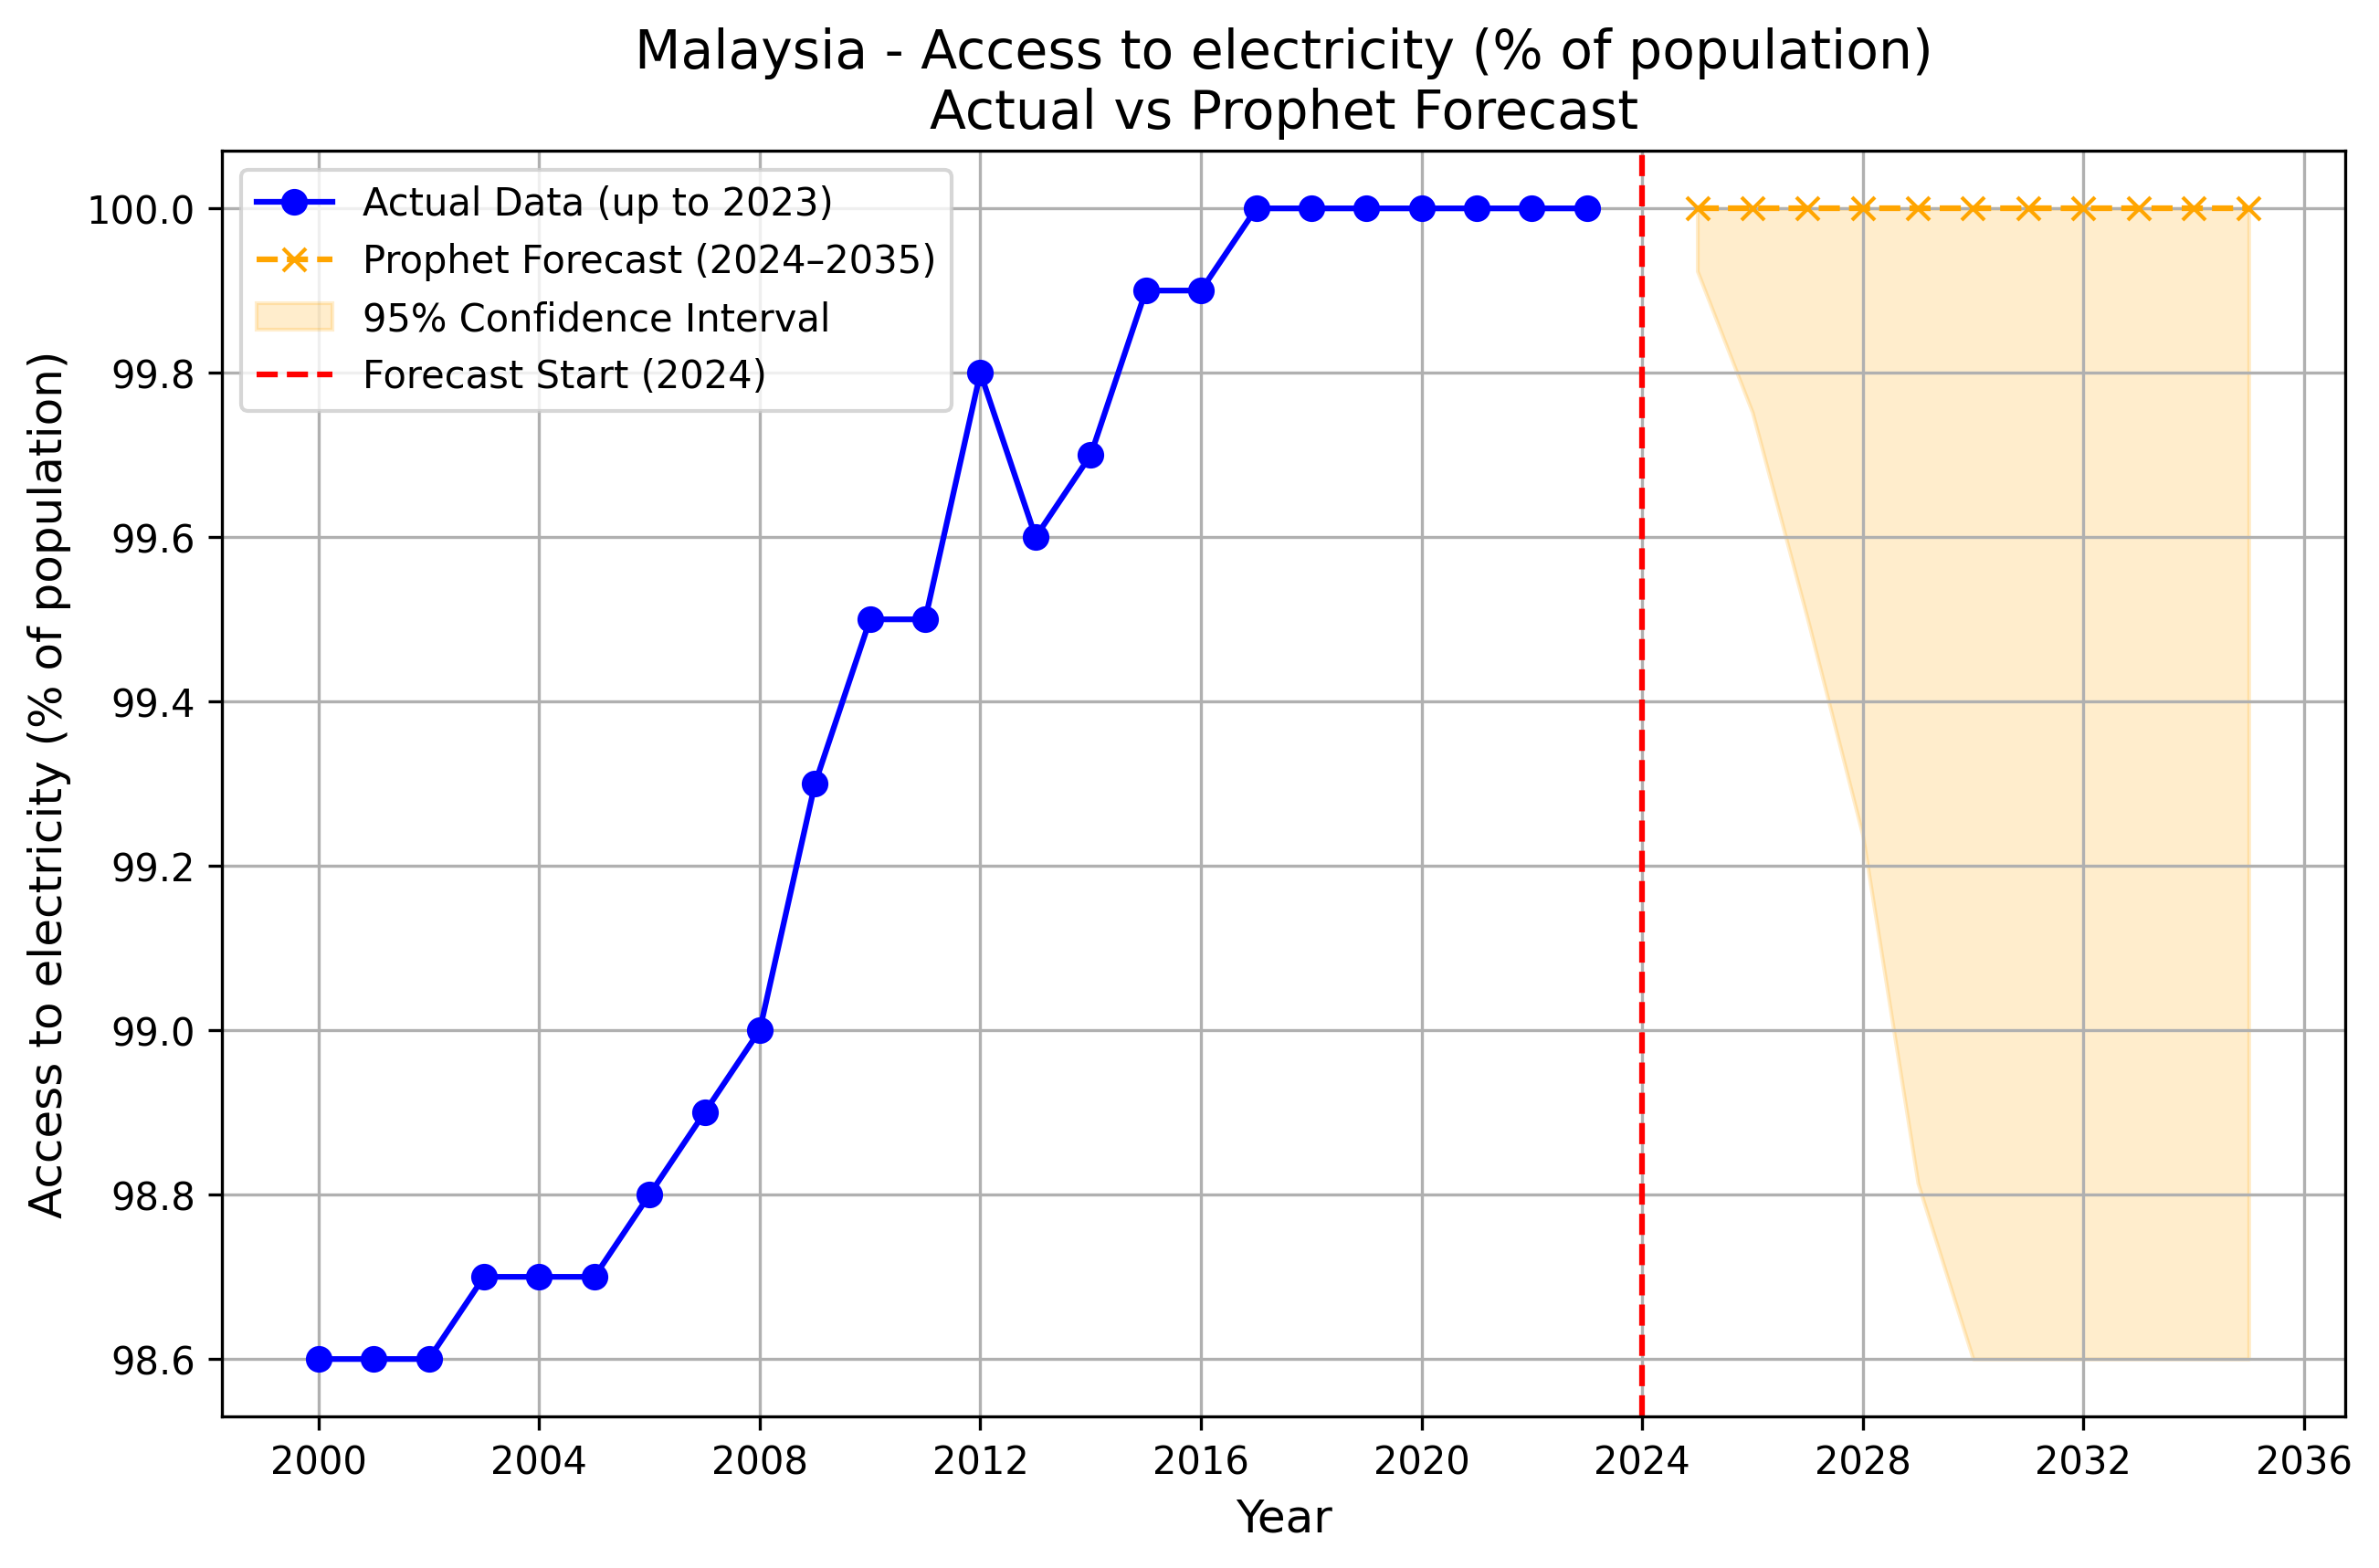 Malaysia - Access to electricity (% of population)
Actual vs Prophet Forecast
Actual Data (up to 2023)
Prophet Forecast (2024–2035)
95% Confidence Interval
Forecast Start (2024)
Access to electricity (% of population)
100.0
99.8
99.6
99.4
99.2
99.0
98.8
98.6
2000 2004 2008 2012 2016 2020 2024 2028 2032 2036
Year